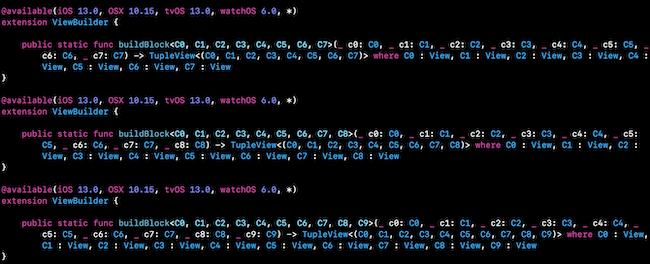 @available(iOS 13.0, OSX 10.15, tvOS 13.0, watchOS 6.0, *)
extension ViewBuilder {
public static func buildBlock<C0, C1, C2, C3, C4, C5, C6, C7>(_ c0: C0, _ c1: C1, _ c2: C2, _ c3: C3, _ c4: C4, _ c5: C5, _
c6: C6, _ c7: C7) -> TupleView<(C0, C1, C2, C3, C4, C5, C6, C7)> where C0 : View, C1 : View, C2 : View, C3 : View, C4 :
View, C5 : View, C6 : View, C7 : View
}
@available(iOS 13.0, OSX 10.15, tvOS 13.0, watchOS 6.0, *)
extension ViewBuilder {
public static func buildBlock<C0, C1, C2, C3, C4, C5, C6, C7, C8>(_ c0: C0, _ c1: C1, _ c2: C2, _ c3: C3, _ c4: C4, _ c5:
C5, _ c6: C6, _ c7: C7, _ c8: C8) -> TupleView<(C0, C1, C2, C3, C4, C5, C6, C7, C8)> where C0 : View, C1 : View, C2 :
View, C3 : View, C4 : View, C5 : View, C6 : View, C7 : View, C8 : View
}
@available(iOS 13.0, OSX 10.15, tvOS 13.0, watchOS 6.0, *)
extension ViewBuilder {
public static func buildBlock<C0, C1, C2, C3, C4, C5, C6, C7, C8, C9>(_ c0: C0, _ c1: C1, _ c2: C2, _ c3: C3, _ c4: C4, _
c5: C5, _ c6: C6, _ c7: C7, _ c8: C8, _ c9: C9) -> TupleView<(C0, C1, C2, C3, C4, C5, C6, C7, C8, C9)> where C0 : View,
C1 : View, C2 : View, C3 : View, C4 : View, C5 : View, C6 : View, C7 : View, C8 : View, C9 : View
}